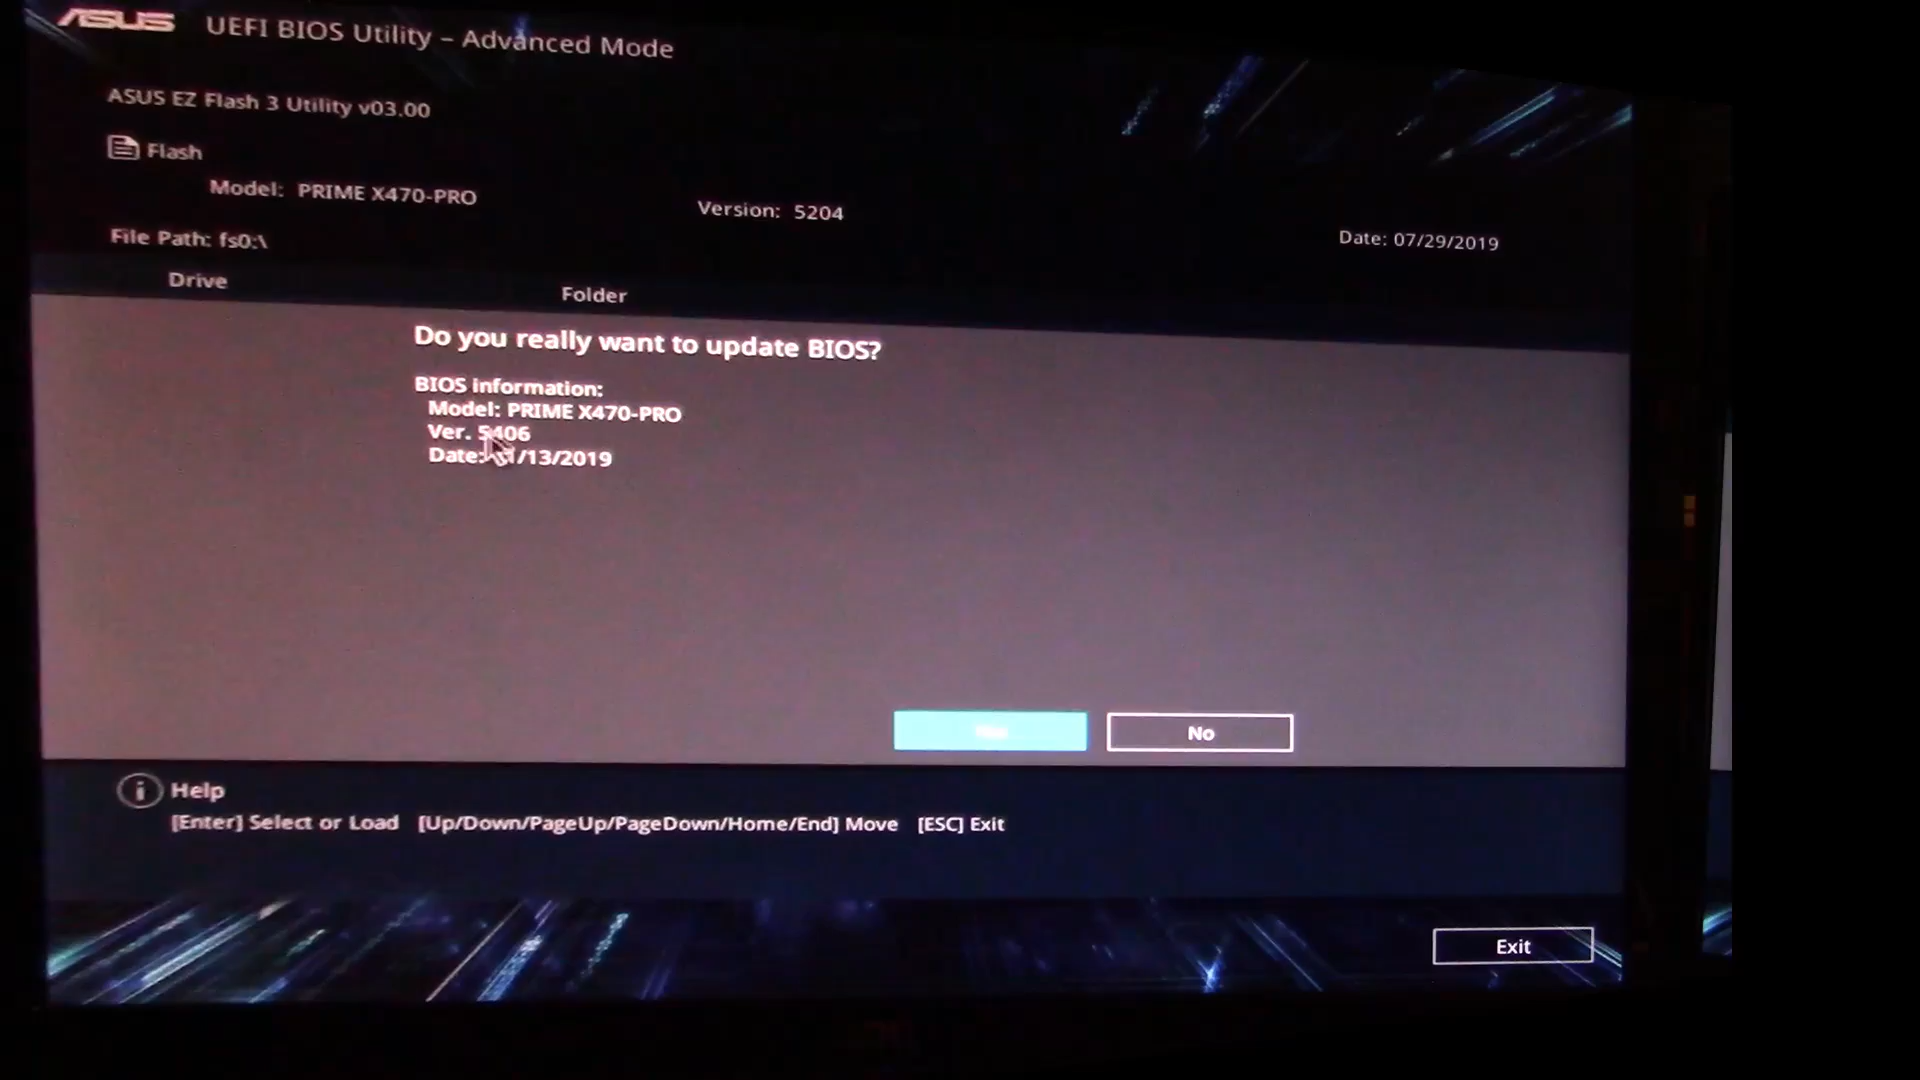 ASUS UEFI BIOS Utility – Advanced Mode
ASUS EZ Flash 3 Utility v03.00
Flash
Model: PRIME X470-PRO Version: 5204 Date: 07/29/2019
File Path: fs0:\
Drive Folder
Do you really want to update BIOS?
BIOS information:
Model: PRIME X470-PRO
Ver. 5406
Date: 1/13/2019
No
Help
[Enter] Select or Load [Up/Down/PageUp/PageDown/Home/End] Move [ESC] Exit
Exit